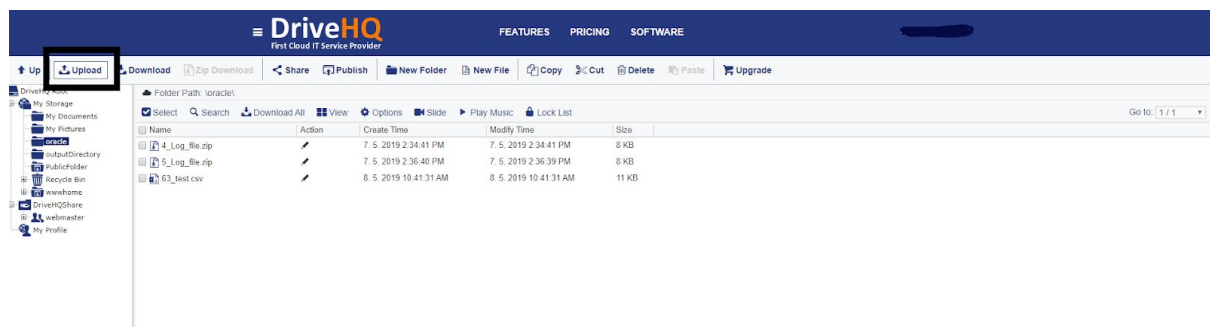 ≡ DriveHQ FEATURES PRICING SOFTWARE
First Cloud IT Service Provider
Up Upload Download Zip Download Share Publish New Folder New File Copy Cut Delete Paste Upgrade
DriveHQ Root Folder Path: \oracle\
My Storage Select Search Download All View Options Slide Play Music Lock List Go to: 1 / 1
My Documents
My Pictures Name Action Create Time Modify Time Size
oracle 4_Log_file.zip 7. 5. 2019 2:34:41 PM 7. 5. 2019 2:34:41 PM 8 KB
outputDirectory
PublicFolder 5_Log_file.zip 7. 5. 2019 2:36:40 PM 7. 5. 2019 2:36:39 PM 8 KB
Recycle Bin 63_test.csv 8. 5. 2019 10:41:31 AM 8. 5. 2019 10:41:31 AM 11 KB
wwwhome
DriveHQShare
webmaster
My Profile